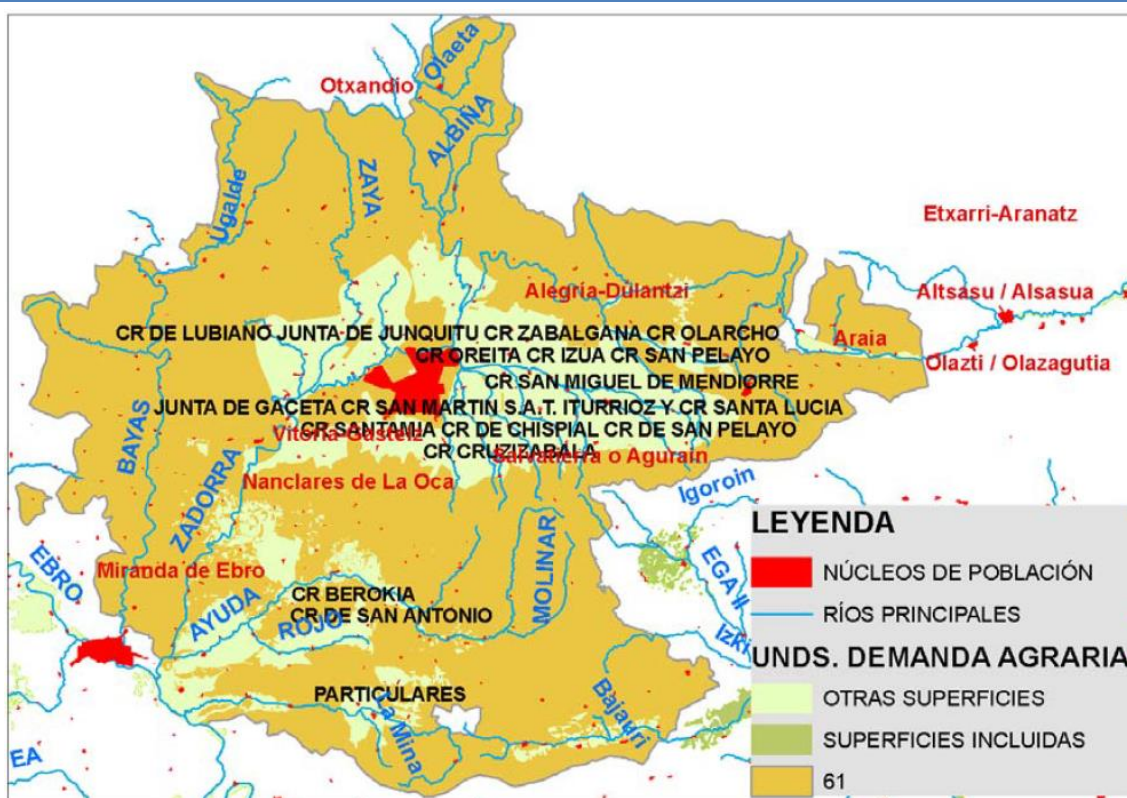 Olaeta
Otxandio
ALBIÑA
ZAYA
Ugalde
Etxarri-Aranatz
Alegría-Dulantzi
Altsasu / Alsasua
CR DE LUBIANO JUNTA DE JUNQUITU CR ZABALGANA CR OLARCHO
Araia
CR OREITA CR IZUA CR SAN PELAYO
Olazti / Olazagutia
CR SAN MIGUEL DE MENDIORRE
BAYAS
JUNTA DE GACETA CR SAN MARTIN S.A.T. ITURRIOZ Y CR SANTA LUCIA
CR SANTAMIA CR DE CHISPIAL CR DE SAN PELAYO
Vitoria-Gasteiz
CR CRUZIZABALA
Salvatierra o Agurain
Nanclares de La Oca
Igoroin
ZADORRA
LEYENDA
MOLINAR
EBRO
Miranda de Ebro
EGA II
NÚCLEOS DE POBLACIÓN
CR BEROKIA
AYUDA
CR DE SAN ANTONIO
ROJO
RÍOS PRINCIPALES
Izki
UNDS. DEMANDA AGRARIA
PARTICULARES
OTRAS SUPERFICIES
La Mina
Bajauri
SUPERFICIES INCLUIDAS
EA
61